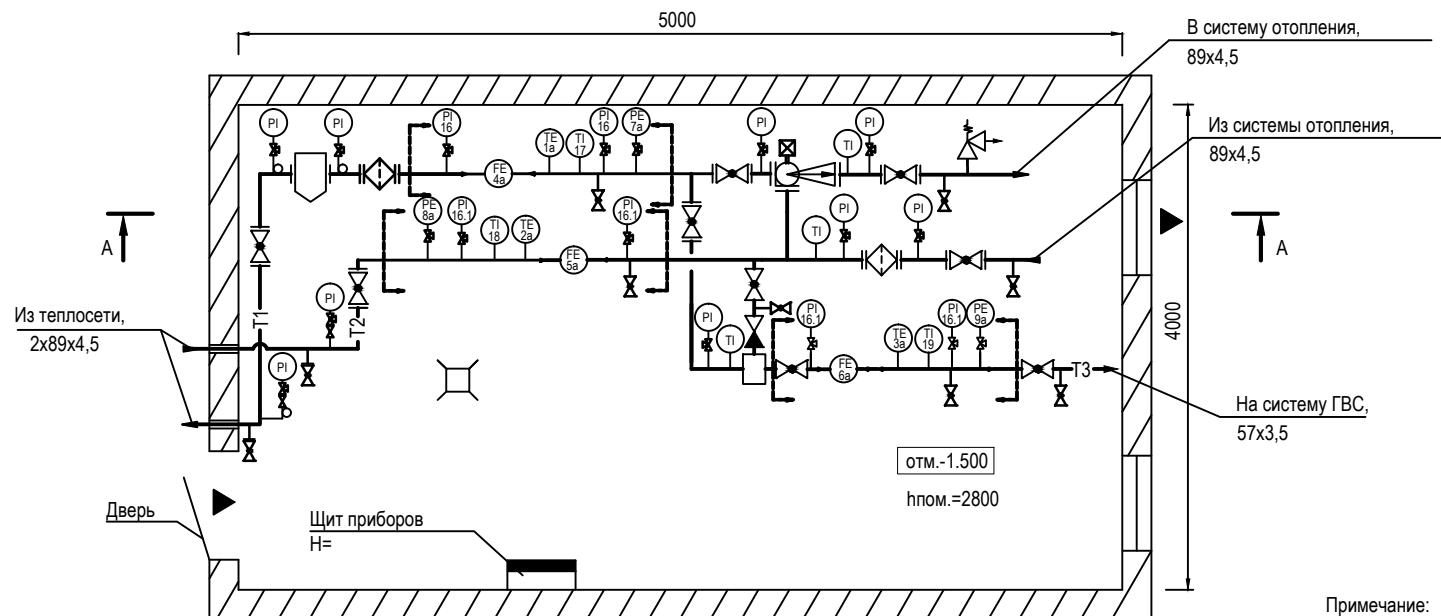 5000
В систему отопления,
89x4,5
Из системы отопления,
89x4,5
PI
PI
PI
16
TE
1a
TI
17
PI
16
PE
7a
PI
TI
PI
FE
4a
A
PE
8a
PI
16.1
TI
18
TE
2a
FE
5a
PI
16.1
TI
PI
PI
A
Из теплосети,
2x89x4,5
T1
PI
T2
PI
PI
TI
PI
16.1
FE
6a
TE
3a
TI
19
PI
16.1
PE
9a
T3
4000
На систему ГВС,
57x3,5
отм.-1.500
hпом.=2800
Дверь
Щит приборов
H=
Примечание: